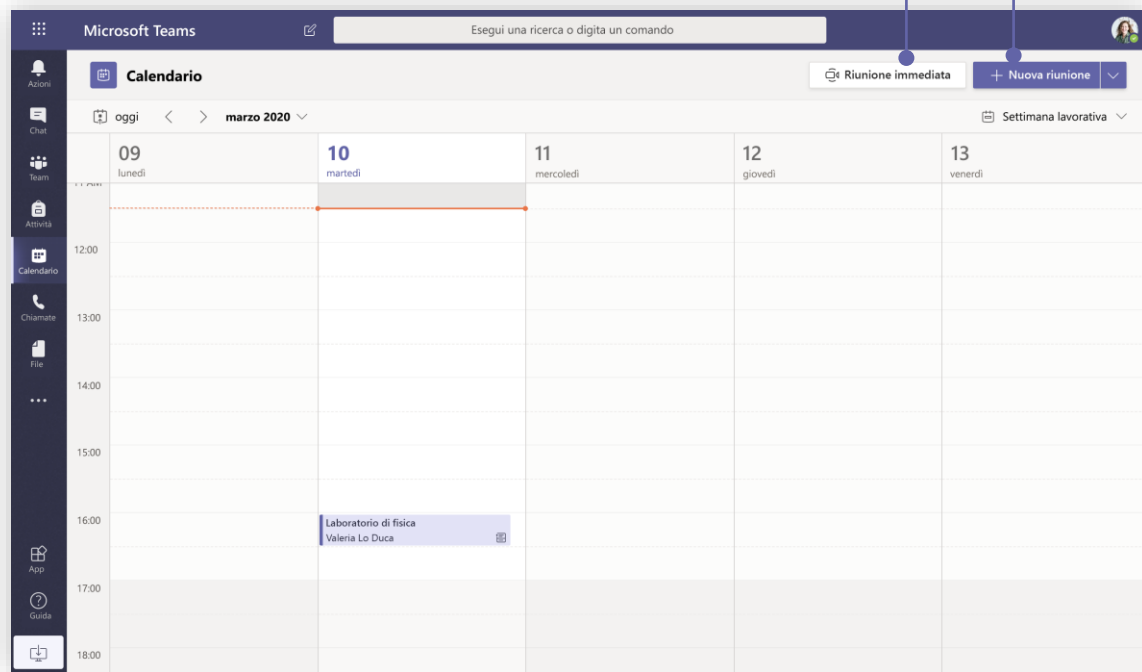 Microsoft Teams
Esegui una ricerca o digita un comando
Azioni
Chat
Team
Attività
Calendario
Chiamate
File
App
Guida
Calendario
Riunione immediata
Nuova riunione
oggi
marzo 2020
Settimana lavorativa
09
lunedì
10
martedì
11
mercoledì
12
giovedì
13
venerdì
11 AM
12:00
13:00
14:00
15:00
16:00
Laboratorio di fisica
Valeria Lo Duca
17:00
18:00